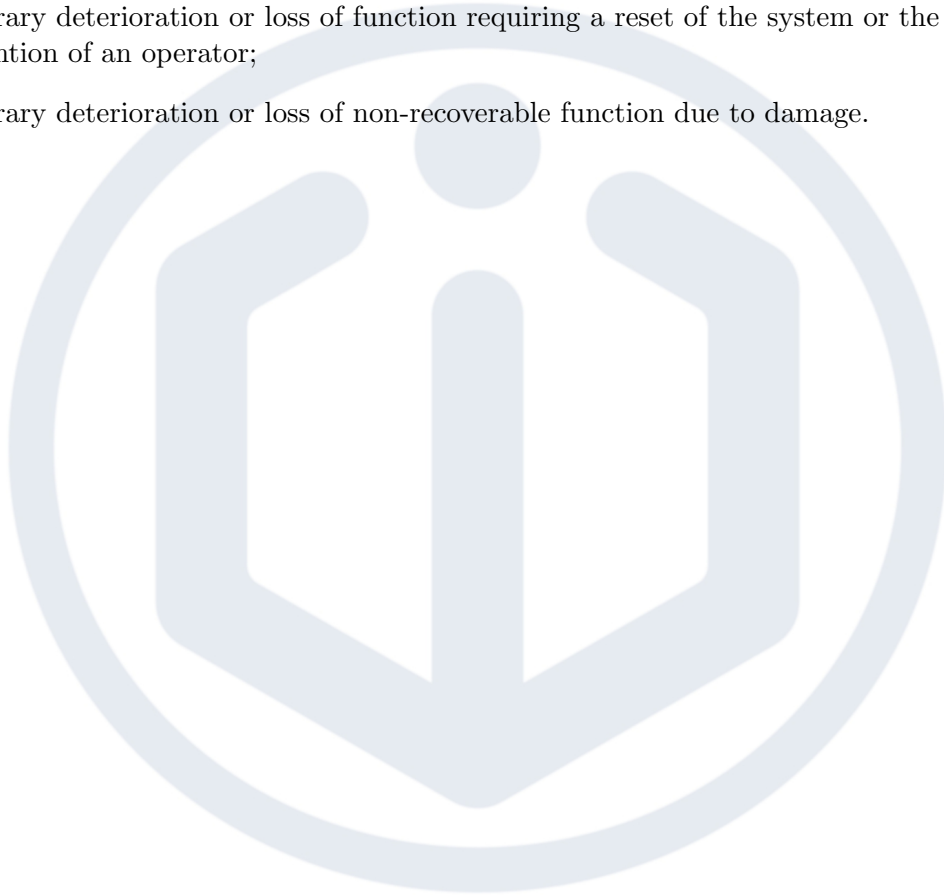 rary deterioration or loss of function requiring a reset of the system or the
ntion of an operator;
rary deterioration or loss of non-recoverable function due to damage.